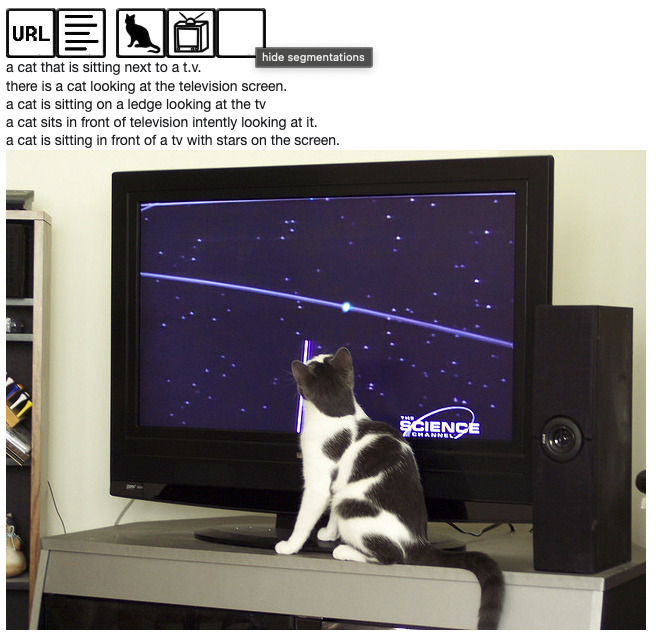 URL
hide segmentations
a cat that is sitting next to a t.v.
there is a cat looking at the television screen.
a cat is sitting on a ledge looking at the tv
a cat sits in front of television intently looking at it.
a cat is sitting in front of a tv with stars on the screen.
THE
SCIENCE
CHANNEL